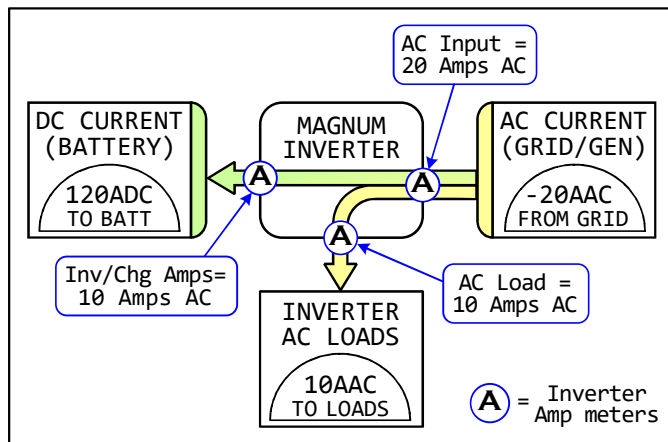 AC Input =
20 Amps AC
DC CURRENT
(BATTERY)
120ADC
TO BATT
MAGNUM
INVERTER
AC CURRENT
(GRID/GEN)
-20AAC
FROM GRID
A
A
A
Inv/Chg Amps=
10 Amps AC
AC Load =
10 Amps AC
INVERTER
AC LOADS
10AAC
TO LOADS
A = Inverter
Amp meters